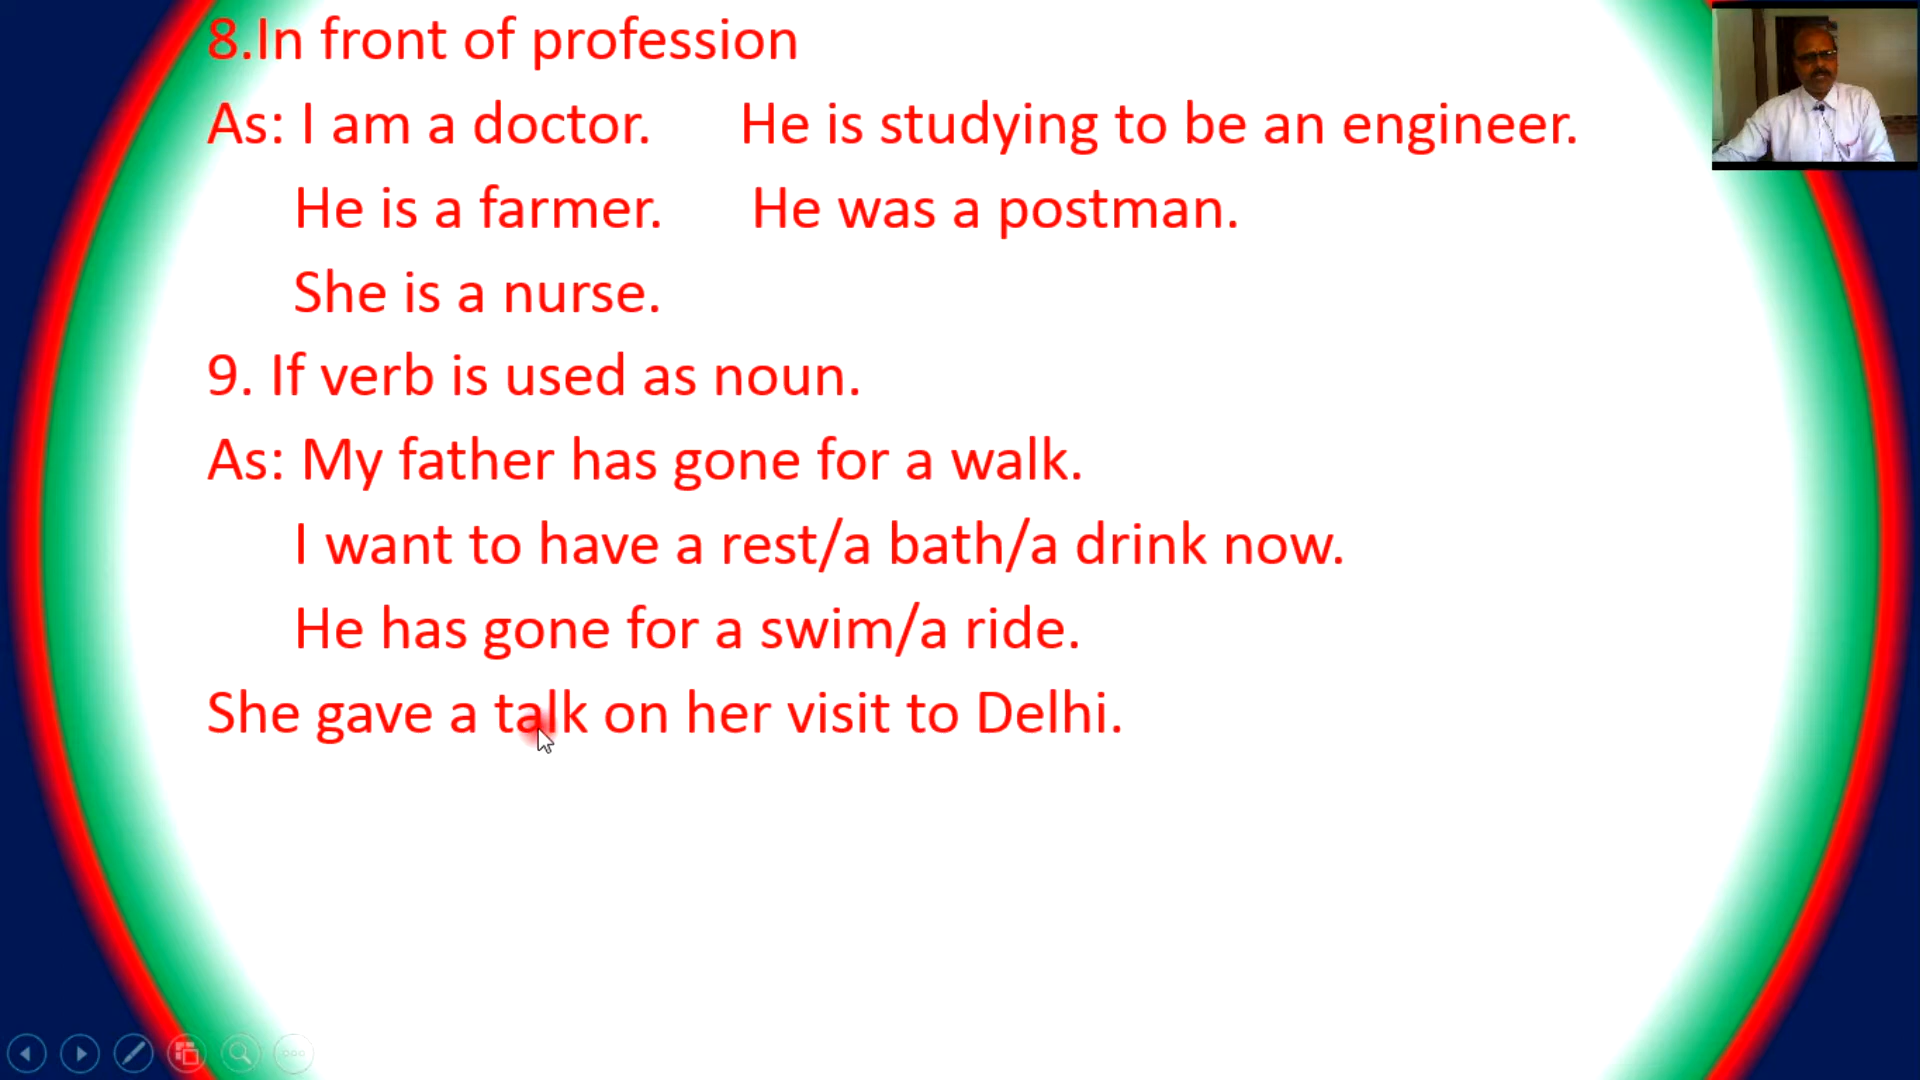 8.In front of profession
As: I am a doctor. He is studying to be an engineer.
He is a farmer. He was a postman.
She is a nurse.
9. If verb is used as noun.
As: My father has gone for a walk.
I want to have a rest/a bath/a drink now.
He has gone for a swim/a ride.
She gave a talk on her visit to Delhi.